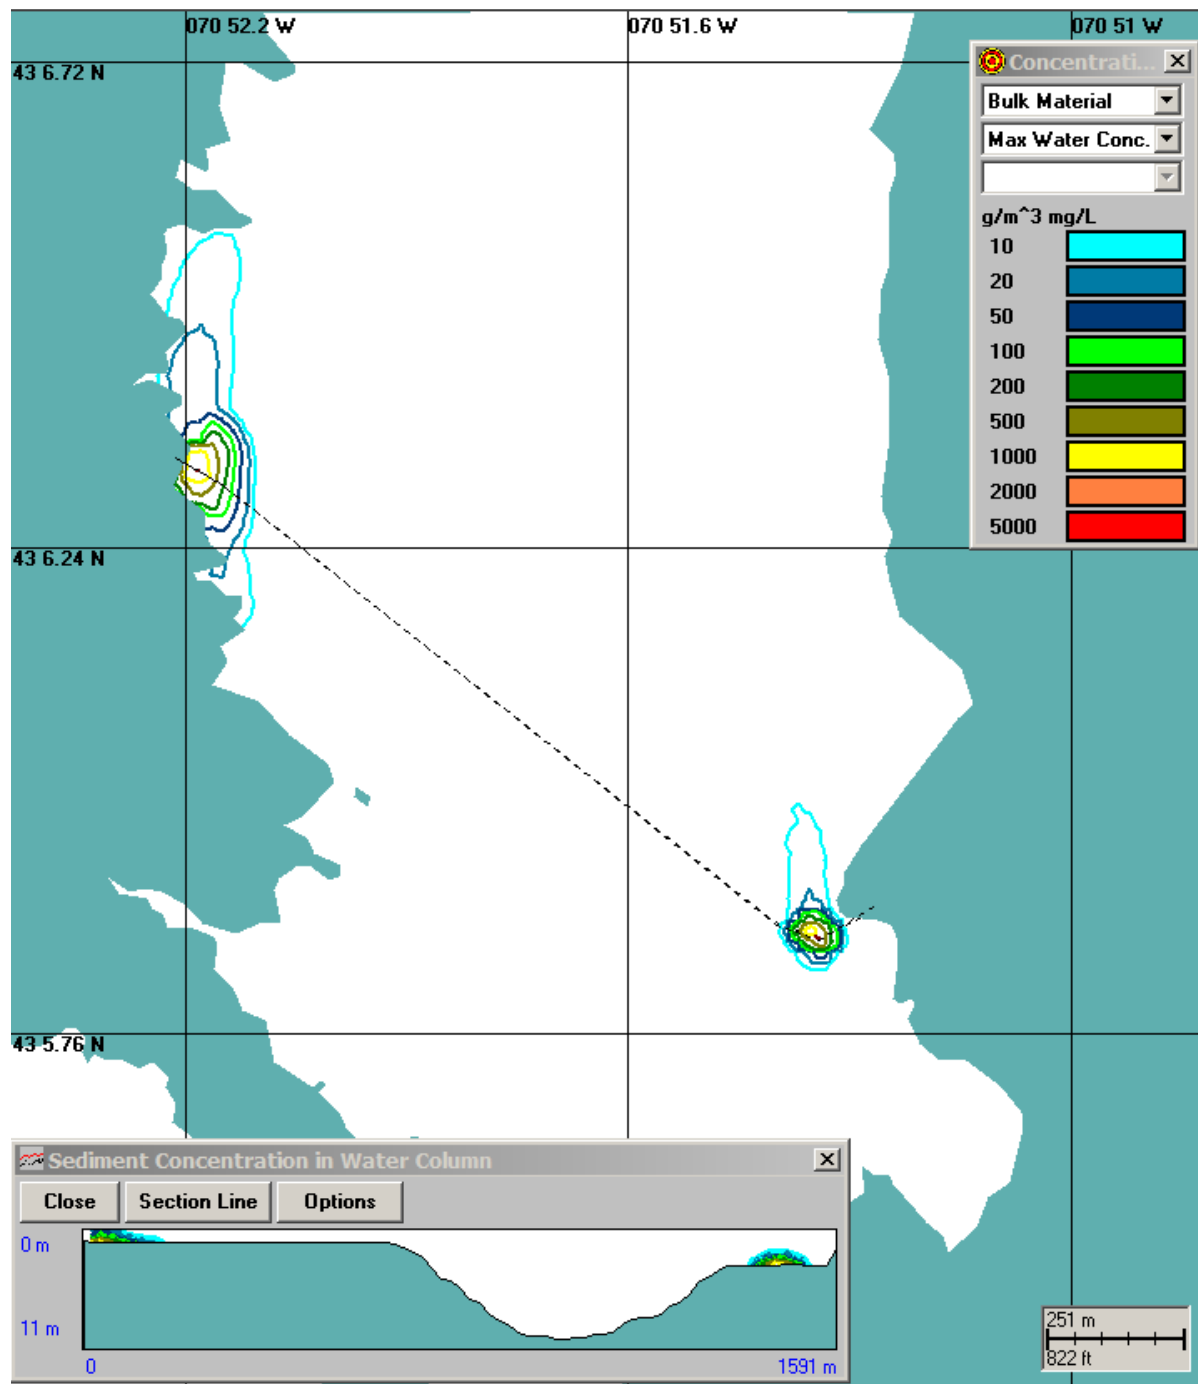 070 52.2 W
070 51.6 W
070 51 W
43 6.72 N
Concentrati...
Bulk Material
Max Water Conc.
g/m^3 mg/L
10
20
50
100
200
500
1000
2000
5000
43 6.24 N
43 5.76 N
Sediment Concentration in Water Column
Close Section Line Options
0 m
11 m
0
1591 m
251 m
822 ft